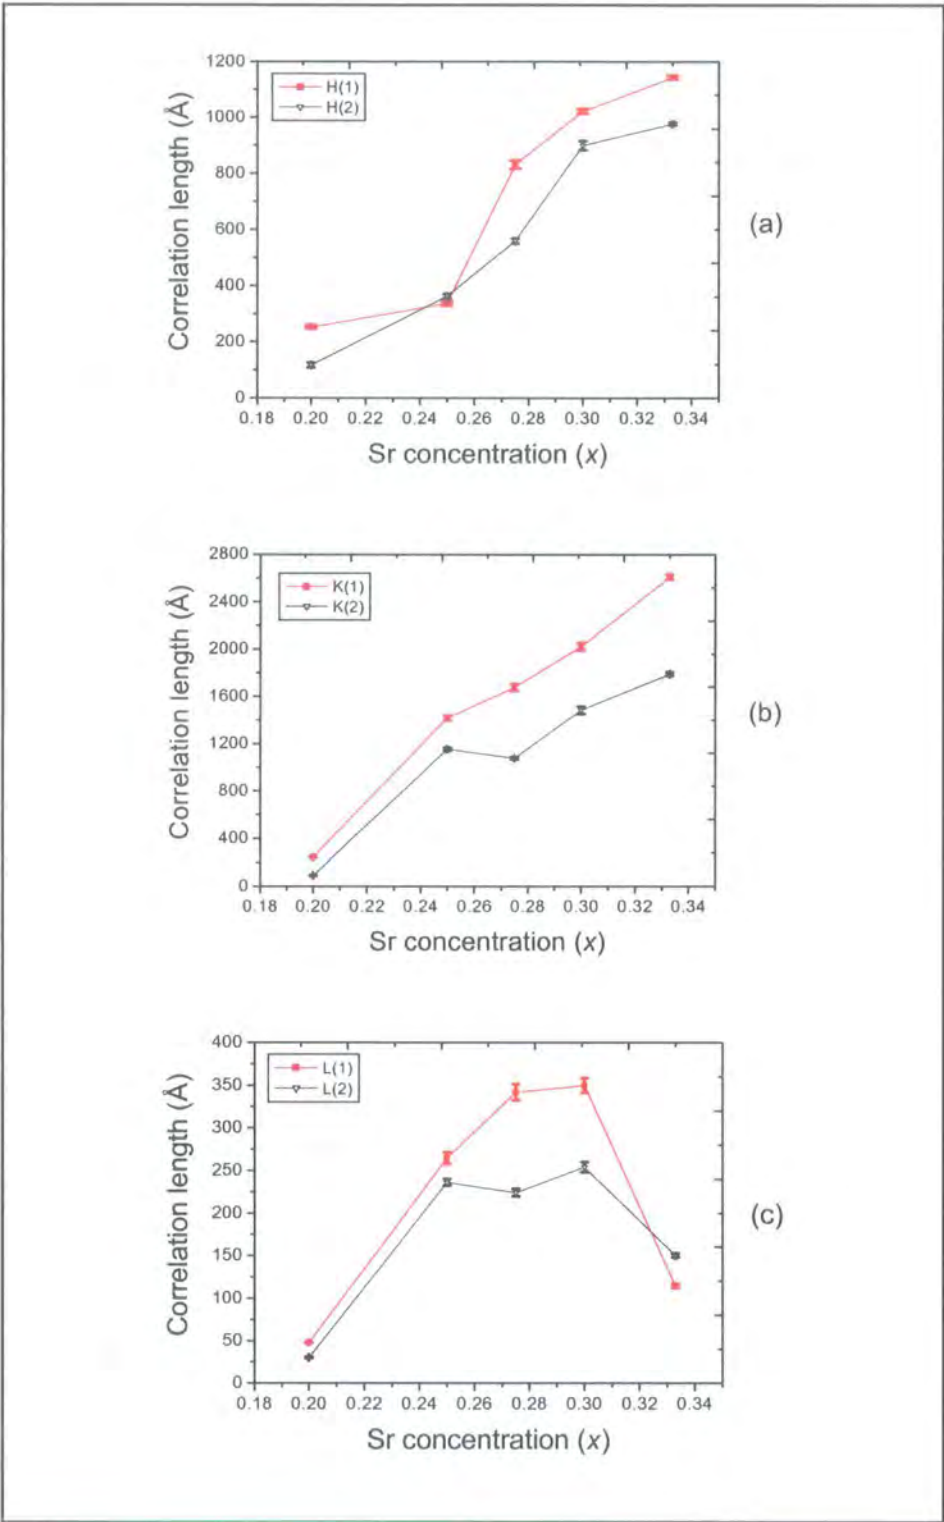 1200
1000
800
600
400
200
0
Correlation length (Å)
H(1)
H(2)
0.18 0.20 0.22 0.24 0.26 0.28 0.30 0.32 0.34
Sr concentration (x)
(a)
2800
2400
2000
1600
1200
800
400
0
Correlation length (Å)
K(1)
K(2)
0.18 0.20 0.22 0.24 0.26 0.28 0.30 0.32 0.34
Sr concentration (x)
(b)
400
350
300
250
200
150
100
50
0
Correlation length (Å)
L(1)
L(2)
0.18 0.20 0.22 0.24 0.26 0.28 0.30 0.32 0.34
Sr concentration (x)
(c)